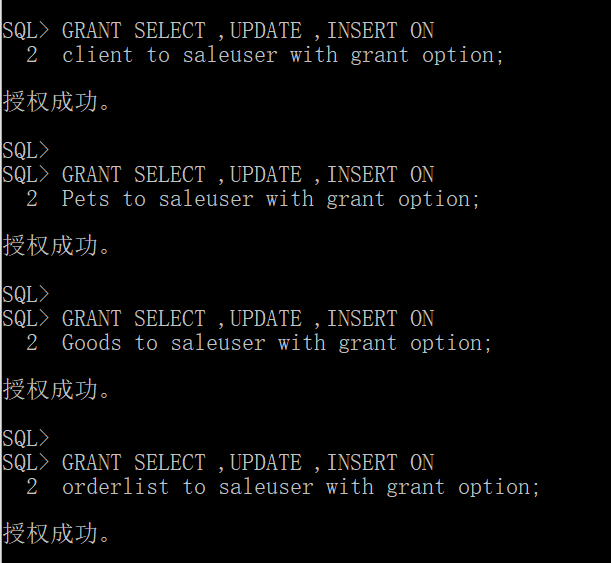 SQL> GRANT SELECT ,UPDATE ,INSERT ON
2 client to saleuser with grant option;
授权成功。
SQL>
SQL> GRANT SELECT ,UPDATE ,INSERT ON
2 Pets to saleuser with grant option;
授权成功。
SQL>
SQL> GRANT SELECT ,UPDATE ,INSERT ON
2 Goods to saleuser with grant option;
授权成功。
SQL>
SQL> GRANT SELECT ,UPDATE ,INSERT ON
2 orderlist to saleuser with grant option;
授权成功。